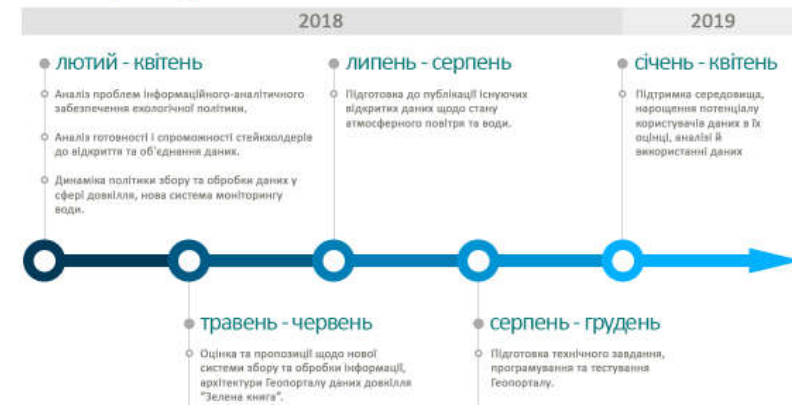 2018
2019
лютий - квітень
Аналіз проблем інформаційного-аналітичного
забезпечення екологічної політики.
Аналіз готовності і спроможності стейкхолдерів
до відкриття та об'єднання даних.
Динаміка політики збору та обробки даних у
сфері довкілля, нова система моніторингу
води.
липень - серпень
Підготовка до публікації існуючих
відкритих даних щодо стану
атмосферного повітря та води.
січень - квітень
Підтримка середовища,
нарощення потенціалу
користувачів даних в їх
оцінці, аналізі й
використанні даних
травень - червень
Оцінка та пропозиції щодо нової
системи збору та обробки інформації,
архітектури Геопорталу даних довкілля
"Зелена книга".
серпень - грудень
Підготовка технічного завдання,
програмування та тестування
Геопорталу.